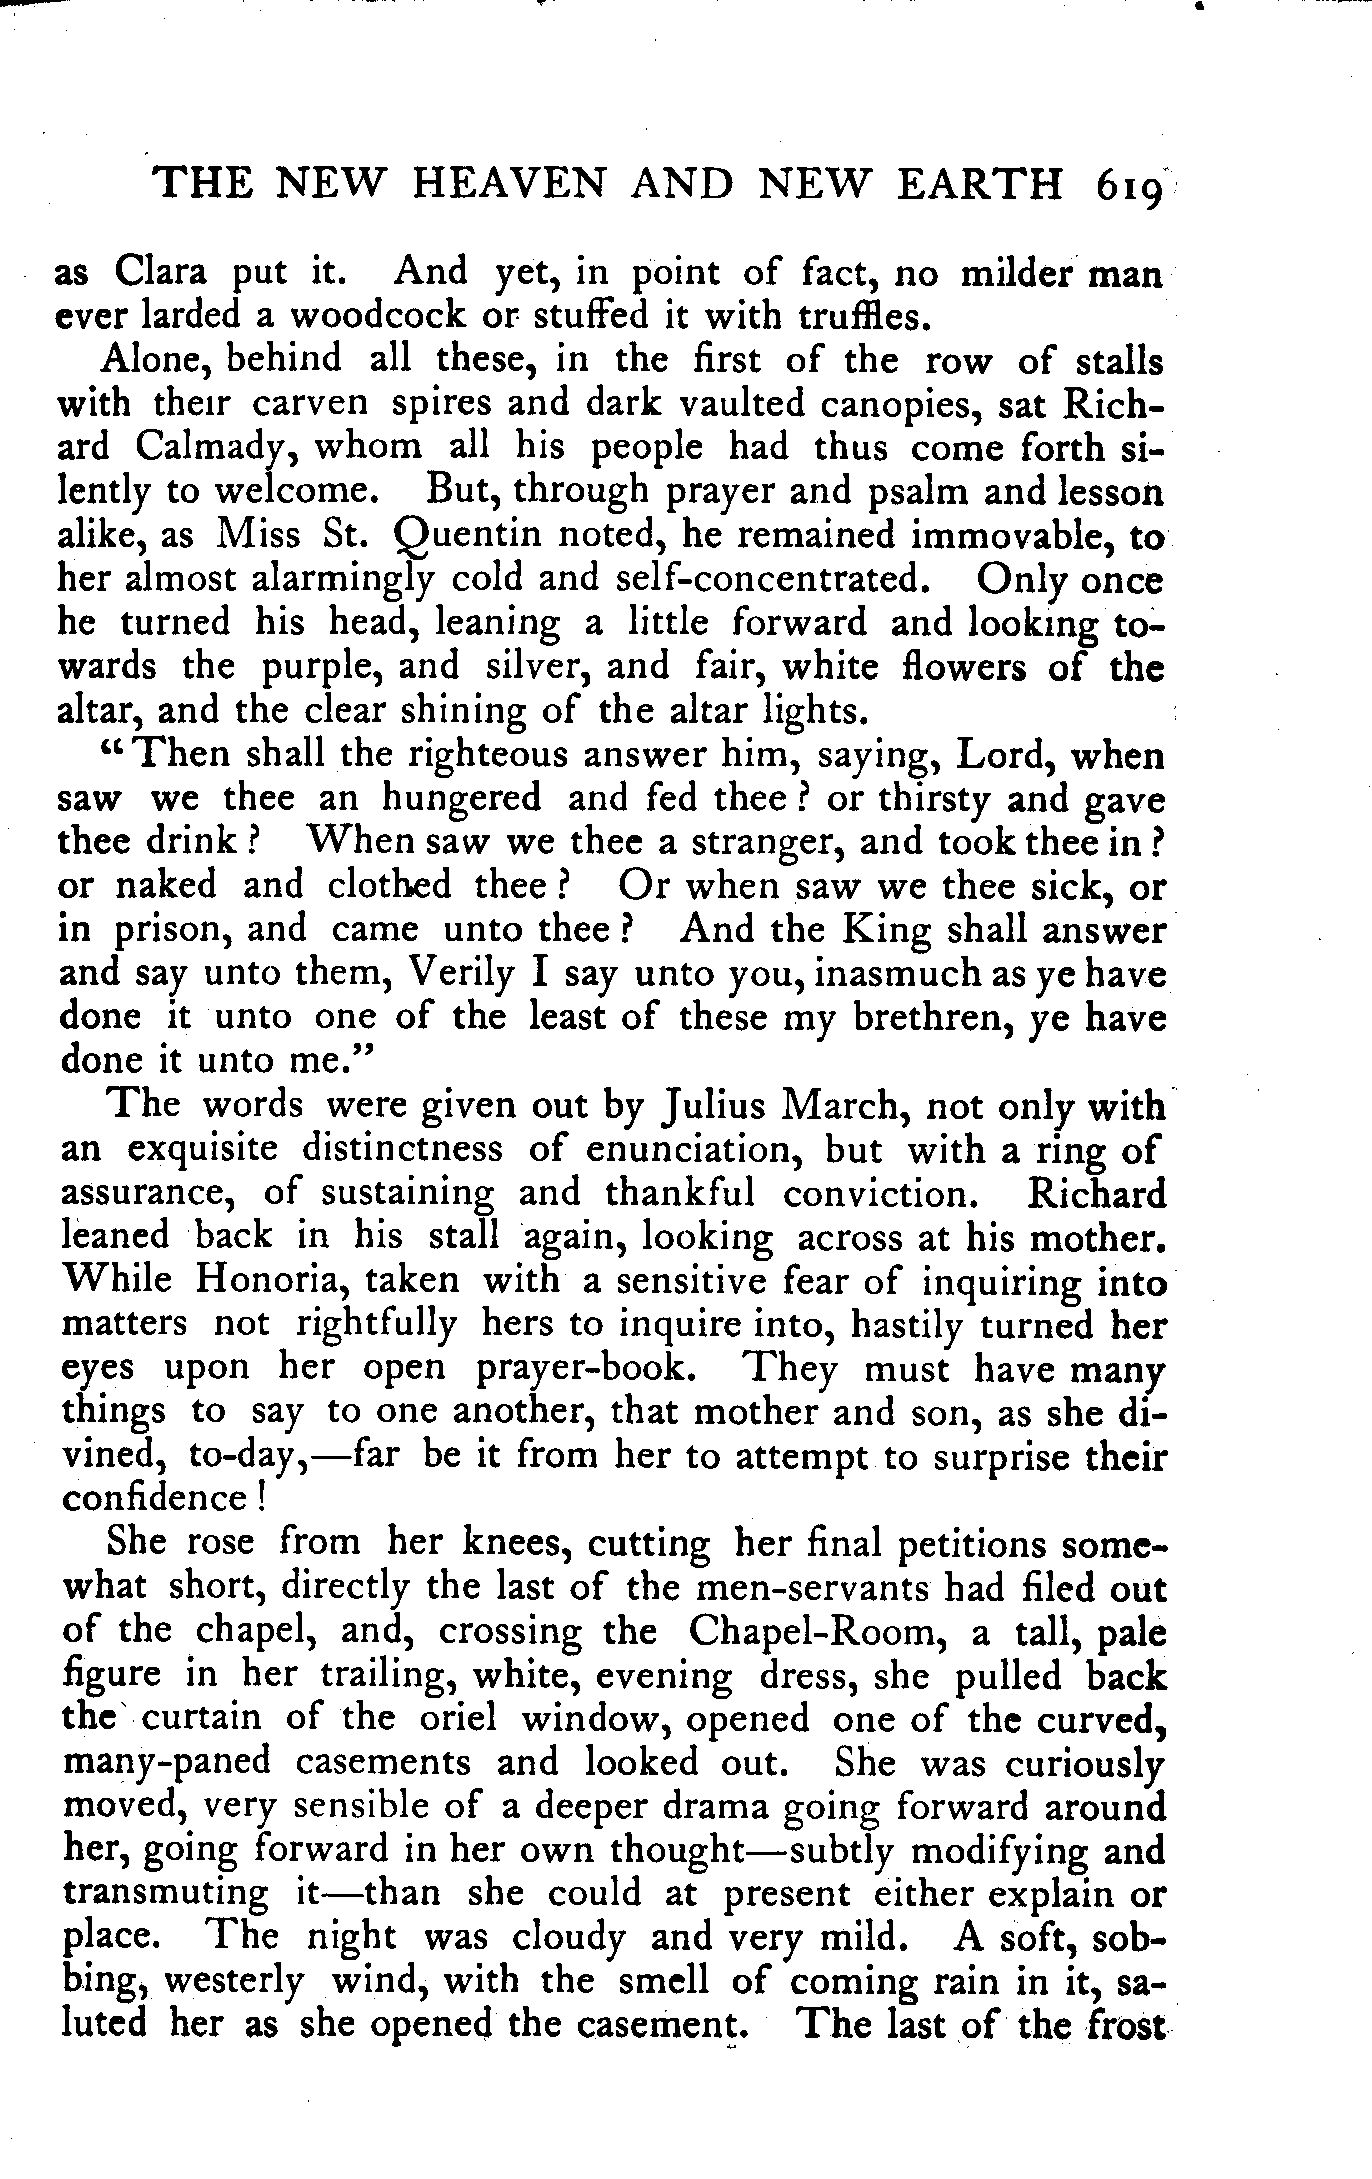 THE NEW HEAVEN AND NEW EARTH 619
as Clara put it. And yet, in point of fact, no milder man
ever larded a woodcock or stuffed it with truffles.
Alone, behind all these, in the first of the row of stalls
with their carven spires and dark vaulted canopies, sat Rich-
ard Calmady, whom all his people had thus come forth si-
lently to welcome. But, through prayer and psalm and lesson
alike, as Miss St. Quentin noted, he remained immovable, to
her almost alarmingly cold and self-concentrated. Only once
he turned his head, leaning a little forward and looking to-
wards the purple, and silver, and fair, white flowers of the
altar, and the clear shining of the altar lights.
“Then shall the righteous answer him, saying, Lord, when
saw we thee an hungered and fed thee? or thirsty and gave
thee drink? When saw we thee a stranger, and took thee in?
or naked and clothed thee? Or when saw we thee sick, or
in prison, and came unto thee? And the King shall answer
and say unto them, Verily I say unto you, inasmuch as ye have
done it unto one of the least of these my brethren, ye have
done it unto me.”
The words were given out by Julius March, not only with
an exquisite distinctness of enunciation, but with a ring of
assurance, of sustaining and thankful conviction. Richard
leaned back in his stall again, looking across at his mother.
While Honoria, taken with a sensitive fear of inquiring into
matters not rightfully hers to inquire into, hastily turned her
eyes upon her open prayer-book. They must have many
things to say to one another, that mother and son, as she di-
vined, to-day,—far be it from her to attempt to surprise their
confidence!
She rose from her knees, cutting her final petitions some-
what short, directly the last of the men-servants had filed out
of the chapel, and, crossing the Chapel-Room, a tall, pale
figure in her trailing, white, evening dress, she pulled back
the curtain of the oriel window, opened one of the curved,
many-paned casements and looked out. She was curiously
moved, very sensible of a deeper drama going forward around
her, going forward in her own thought—subtly modifying and
transmuting it—than she could at present either explain or
place. The night was cloudy and very mild. A soft, sob-
bing, westerly wind, with the smell of coming rain in it, sa-
luted her as she opened the casement. The last of the frost